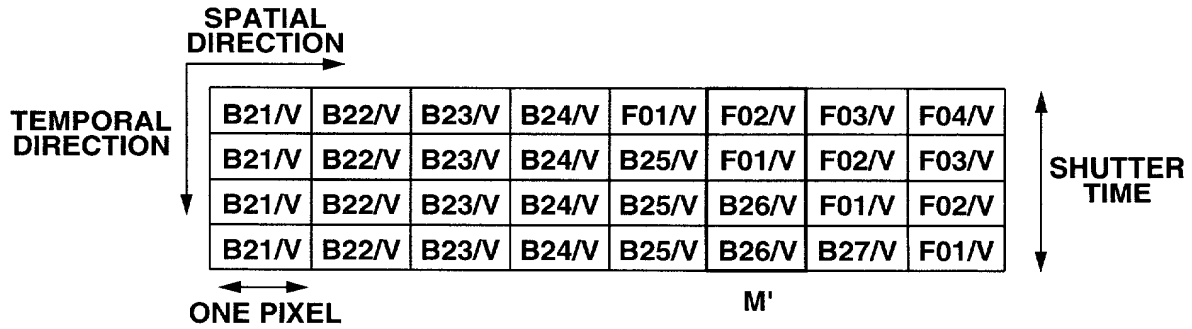 SPATIAL
DIRECTION
TEMPORAL
DIRECTION
B21/V B22/V B23/V B24/V F01/V F02/V F03/V F04/V
B21/V B22/V B23/V B24/V B25/V F01/V F02/V F03/V
B21/V B22/V B23/V B24/V B25/V B26/V F01/V F02/V
B21/V B22/V B23/V B24/V B25/V B26/V B27/V F01/V
SHUTTER
TIME
ONE PIXEL
M'